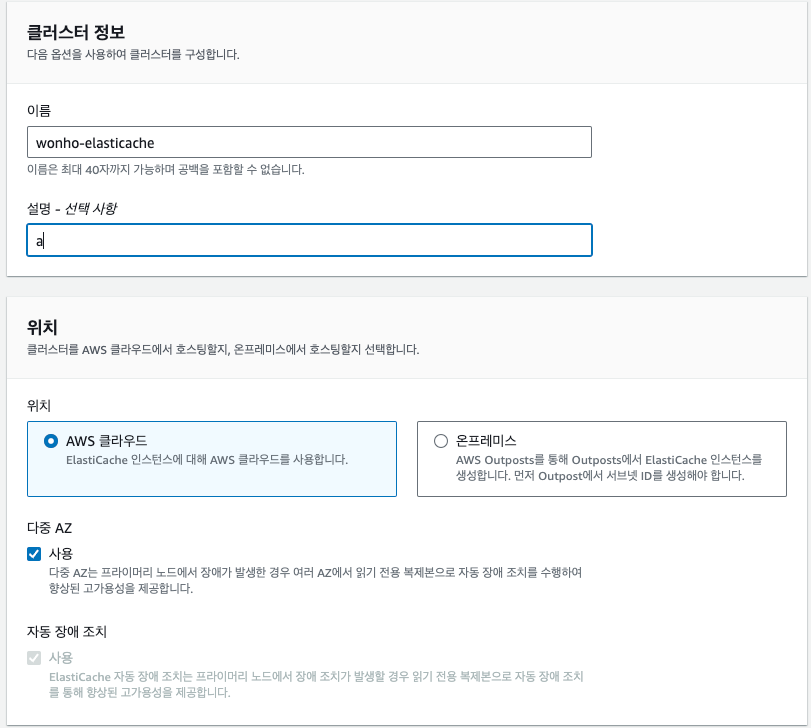 클러스터 정보
다음 옵션을 사용하여 클러스터를 구성합니다.
이름
wonho-elasticache
이름은 최대 40자까지 가능하며 공백을 포함할 수 없습니다.
설명 - 선택 사항
a
위치
클러스터를 AWS 클라우드에서 호스팅할지, 온프레미스에서 호스팅할지 선택합니다.
위치
AWS 클라우드
ElastiCache 인스턴스에 대해 AWS 클라우드를 사용합니다.
온프레미스
AWS Outposts를 통해 Outposts에서 ElastiCache 인스턴스를
생성합니다. 먼저 Outpost에서 서브넷 ID를 생성해야 합니다.
다중 AZ
사용
다중 AZ는 프라이머리 노드에서 장애가 발생한 경우 여러 AZ에서 읽기 전용 복제본으로 자동 장애 조치를 수행하여
향상된 고가용성을 제공합니다.
자동 장애 조치
사용
ElastiCache 자동 장애 조치는 프라이머리 노드에서 장애 조치가 발생할 경우 읽기 전용 복제본으로 자동 장애 조치
를 통해 향상된 고가용성을 제공합니다.